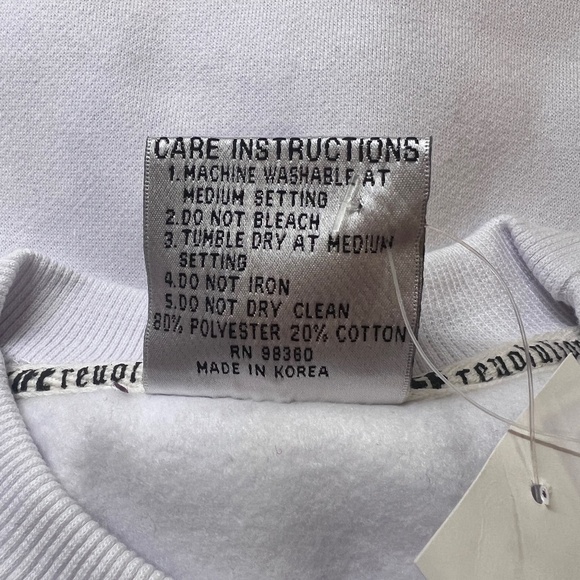 CARE INSTRUCTIONS
1. MACHINE WASHABLE AT
MEDIUM SETTING
2. DO NOT BLEACH
3. TUMBLE DRY AT MEDIUM
SETTING
4. DO NOT IRON
5. DO NOT DRY CLEAN
80% POLYESTER 20% COTTON
RN 98360
MADE IN KOREA